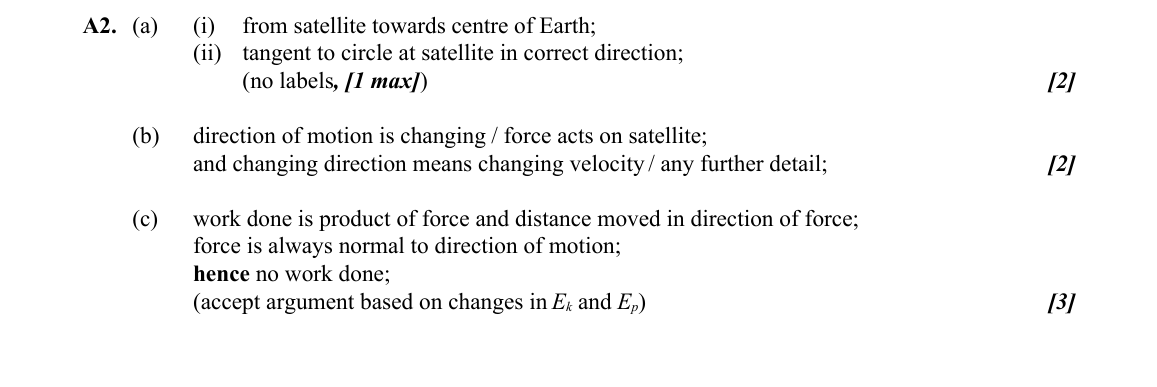 A2. (a) (i) from satellite towards centre of Earth;
(ii) tangent to circle at satellite in correct direction;
(no labels, [1 max]) [2]
(b) direction of motion is changing / force acts on satellite;
and changing direction means changing velocity / any further detail; [2]
(c) work done is product of force and distance moved in direction of force;
force is always normal to direction of motion;
hence no work done;
(accept argument based on changes in Ek and Ep) [3]